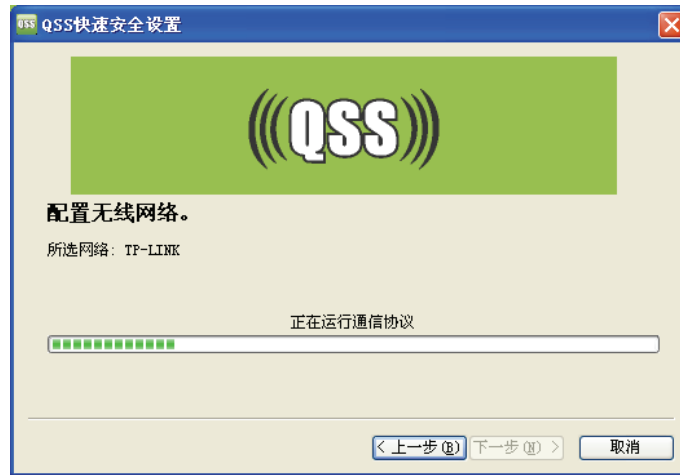 QSS QSS快速安全设置
QSS
配置无线网络。
所选网络: TP-LINK
正在运行通信协议
< 上一步(B) 下一步(N) > 取消